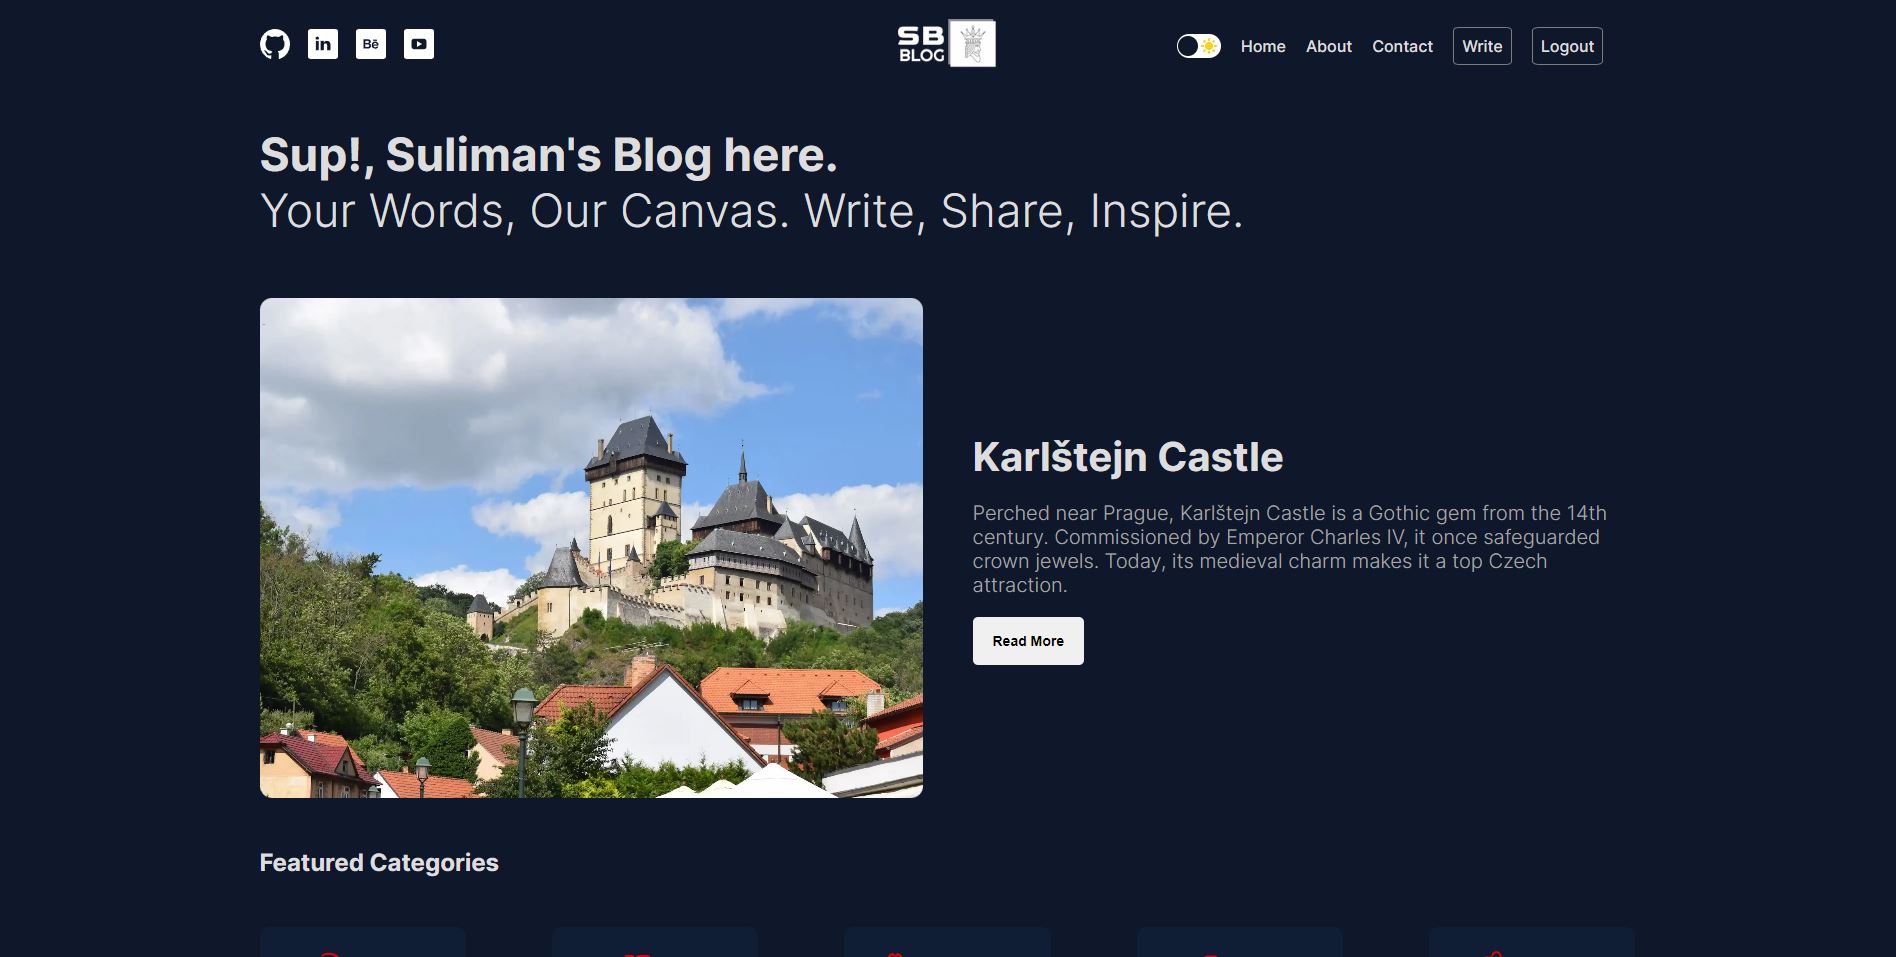 in
Bē
SB
BLOG
Home About Contact Write Logout
Sup!, Suliman's Blog here.
Your Words, Our Canvas. Write, Share, Inspire.
Karlštejn Castle
Perched near Prague, Karlštejn Castle is a Gothic gem from the 14th
century. Commissioned by Emperor Charles IV, it once safeguarded
crown jewels. Today, its medieval charm makes it a top Czech
attraction.
Read More
Featured Categories